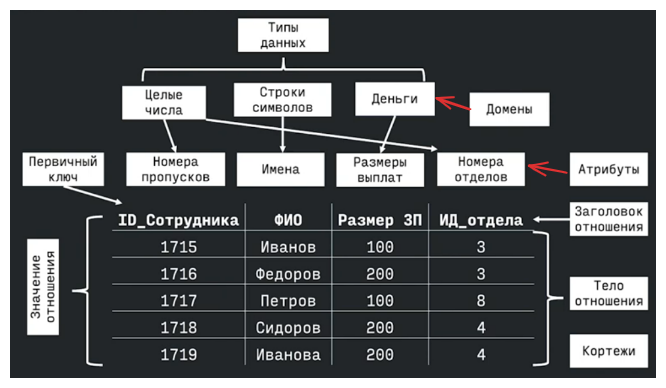 Типы
данных
Целые
числа
Строки
символов
Деньги
Домены
Первичный
ключ
Номера
пропусков
Имена
Размеры
выплат
Номера
отделов
Атрибуты
ID_Сотрудника ФИО Размер ЗП ИД_отдела
Заголовок
отношения
1715 Иванов 100 3
1716 Федоров 200 3
1717 Петров 100 8
1718 Сидоров 200 4
1719 Иванова 200 4
Значение
отношения
Тело
отношения
Кортежи